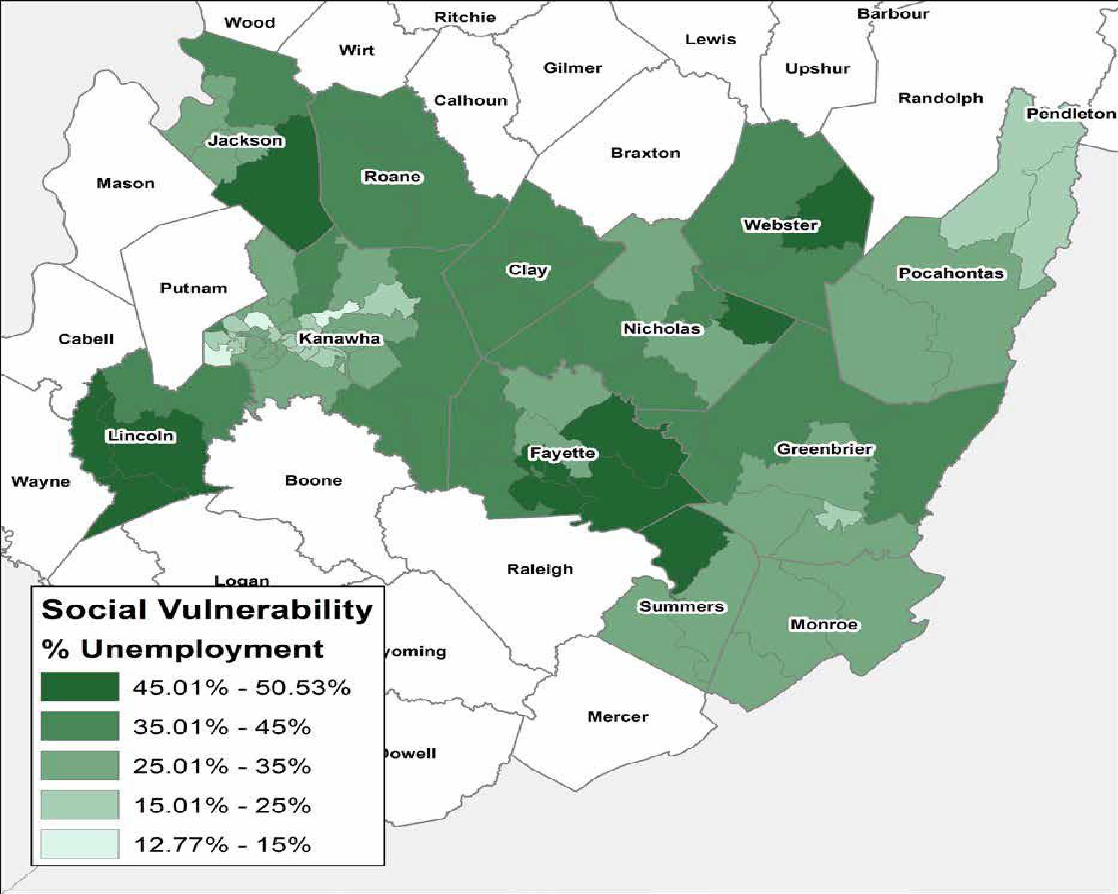 Wood
Ritchie
Barbour
Wirt
Lewis
Gilmer
Upshur
Calhoun
Randolph
Pendleton
Jackson
Braxton
Roane
Mason
Webster
Clay
Pocahontas
Putnam
Nicholas
Kanawha
Cabell
Lincoln
Greenbrier
Fayette
Wayne
Boone
Raleigh
Logan
Summers
Monroe
yoming
Mercer
Dowell
Social Vulnerability
% Unemployment
45.01% - 50.53%
35.01% - 45%
25.01% - 35%
15.01% - 25%
12.77% - 15%